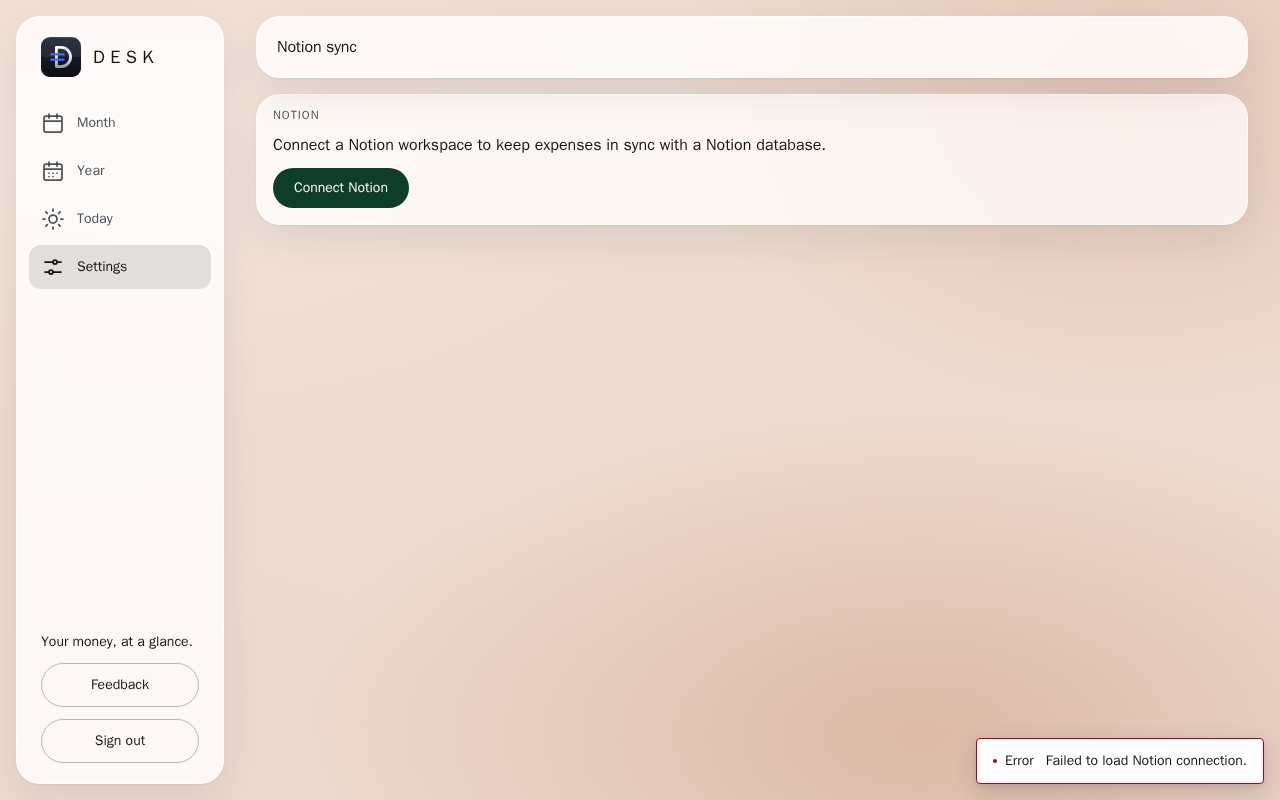 DESK
Month
Year
Today
Settings
Your money, at a glance.
Feedback
Sign out
Notion sync
NOTION
Connect a Notion workspace to keep expenses in sync with a Notion database.
Connect Notion
Error Failed to load Notion connection.